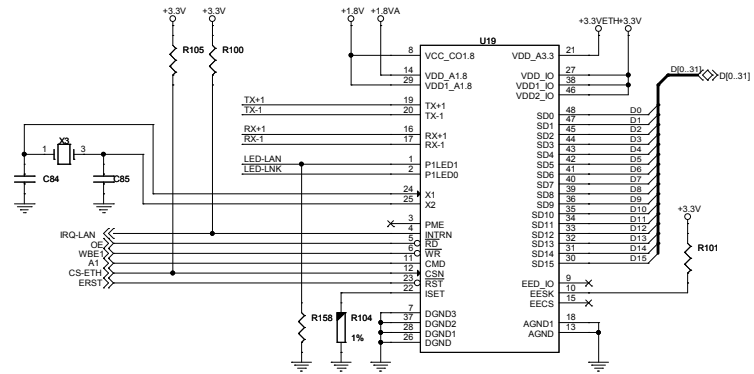 +3.3V +3.3V
R105 R100
+1.8V +1.8VA
U19
+3.3VETH +3.3V
8 VCC_CO1.8 VDD_A3.3 21
14 VDD_A1.8 VDD_IO 27
29 VDD1_A1.8 VDD1_IO 38
VDD2_IO 46
D[0..31]
D[0..31]
TX+1 19 TX+1
TX-1 20 TX-1
RX+1 16 RX+1
RX-1 17 RX-1
LED-LAN 1 P1LED1
LED-LNK 2 P1LED0
X3
1 3
C84 C85
24 X1
25 X2
SD0 48 D0
SD1 47 D1
SD2 45 D2
SD3 44 D3
SD4 43 D4
SD5 42 D5
SD6 41 D6
SD7 40 D7
SD8 39 D8
SD9 36 D9
SD10 35 D10
SD11 34 D11
SD12 33 D12
SD13 32 D13
SD14 31 D14
SD15 30 D15
3 PME
IRQ-LAN 4 INTRN
OE 5 RD
WBE1 6 WR
A1 11 CMD
CS-ETH 12 CSN
ERST 23 RST
22 ISET
EED_IO 9
EESK 10
EECS 15
+3.3V
R101
R158 R104
1%
7 DGND3
37 DGND2
28 DGND1
26 DGND
AGND1 18
AGND 13